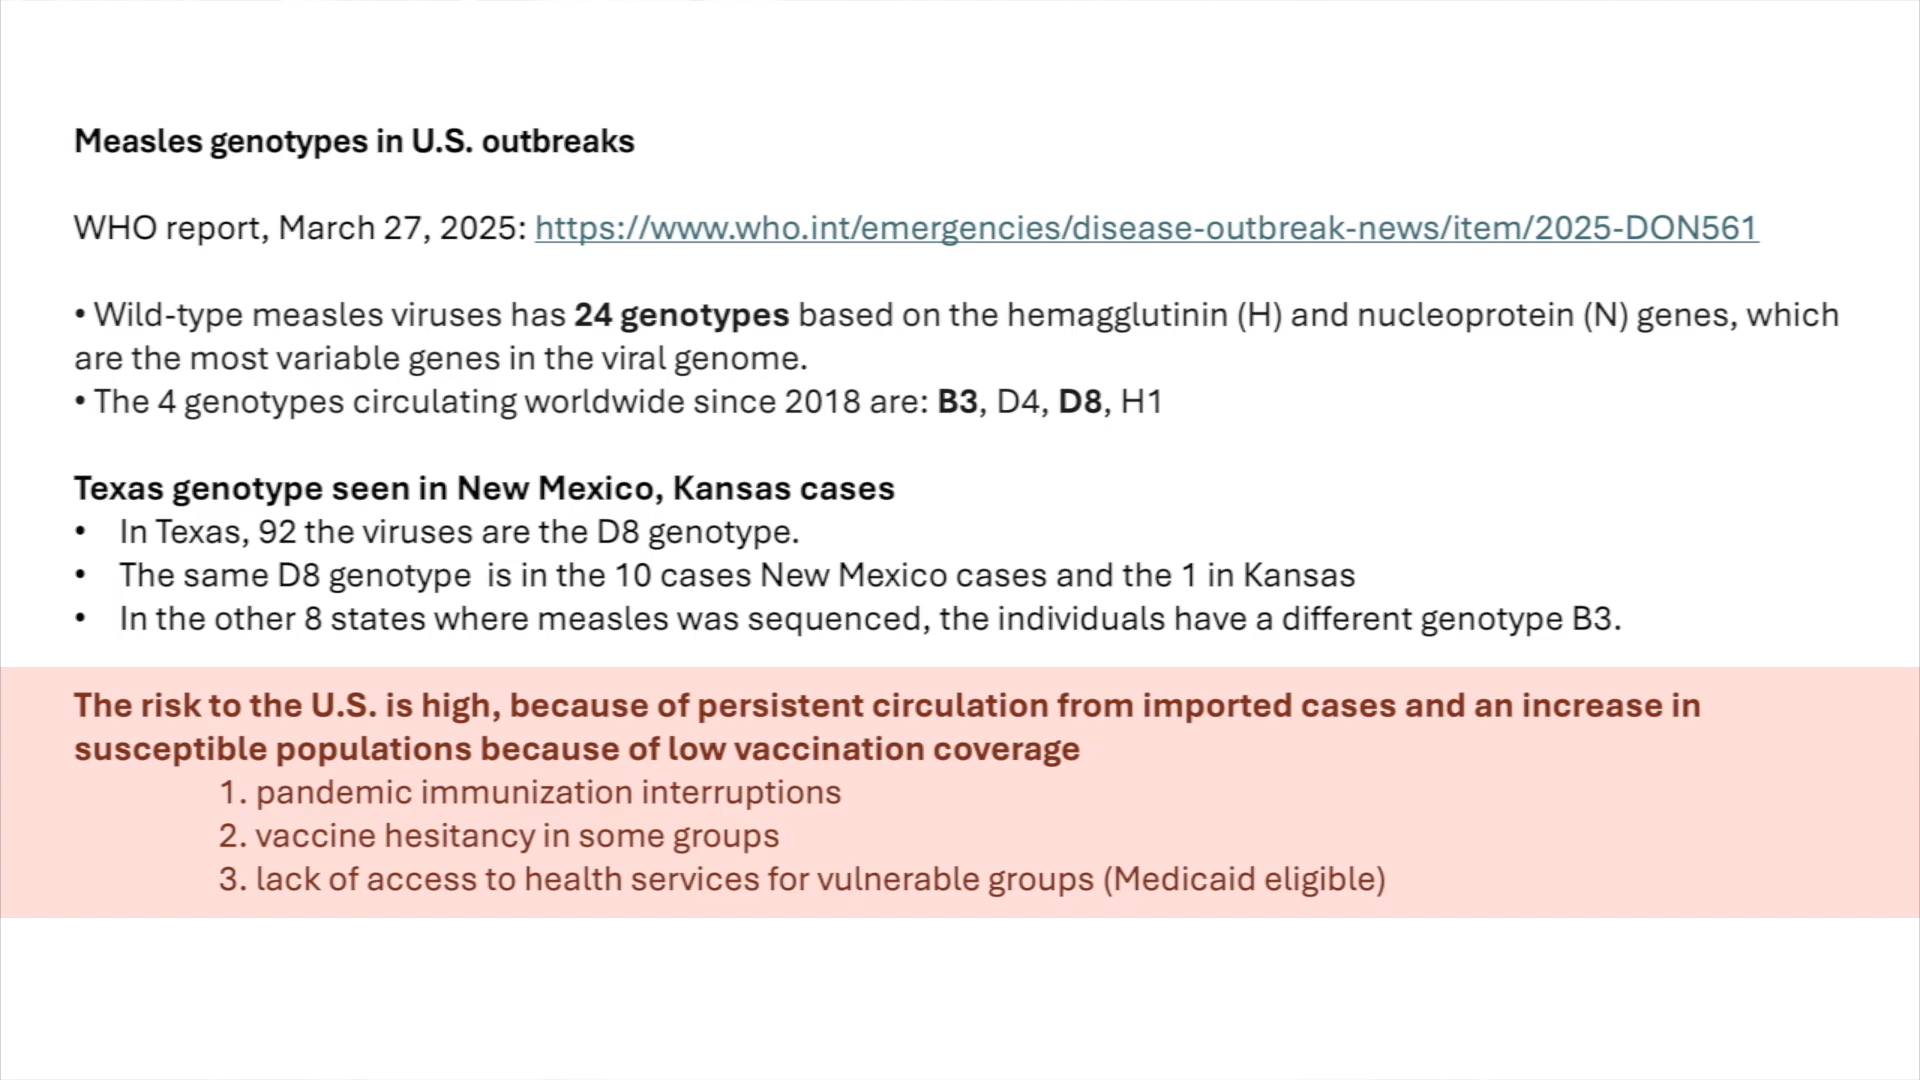 Measles genotypes in U.S. outbreaks
WHO report, March 27, 2025: https://www.who.int/emergencies/disease-outbreak-news/item/2025-DON561
• Wild-type measles viruses has 24 genotypes based on the hemagglutinin (H) and nucleoprotein (N) genes, which
are the most variable genes in the viral genome.
• The 4 genotypes circulating worldwide since 2018 are: B3, D4, D8, H1
Texas genotype seen in New Mexico, Kansas cases
• In Texas, 92 the viruses are the D8 genotype.
• The same D8 genotype is in the 10 cases New Mexico cases and the 1 in Kansas
• In the other 8 states where measles was sequenced, the individuals have a different genotype B3.
The risk to the U.S. is high, because of persistent circulation from imported cases and an increase in
susceptible populations because of low vaccination coverage
1. pandemic immunization interruptions
2. vaccine hesitancy in some groups
3. lack of access to health services for vulnerable groups (Medicaid eligible)